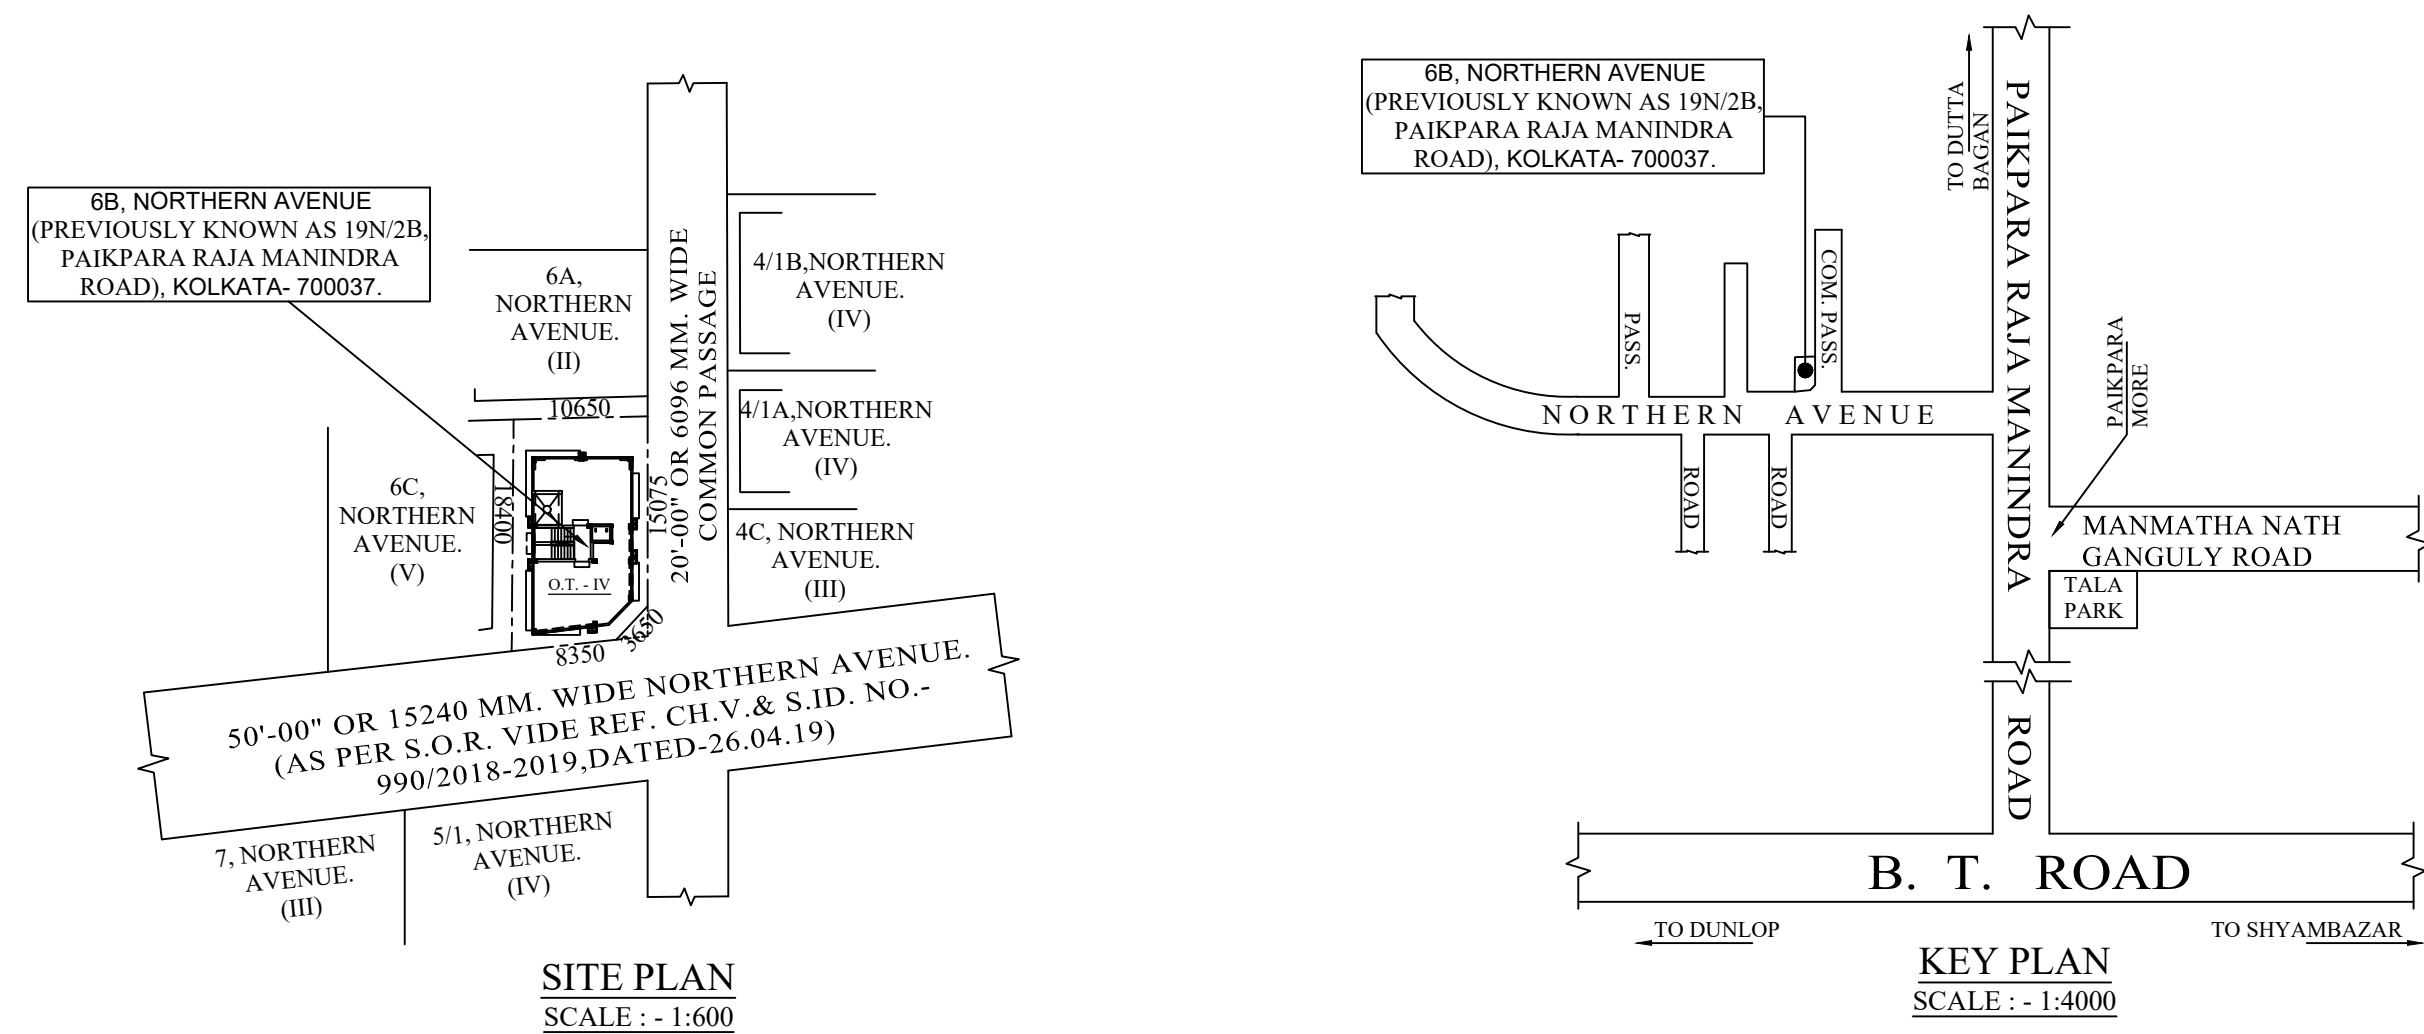 6B, NORTHERN AVENUE
(PREVIOUSLY KNOWN AS 19N/2B,
PAIKPARA RAJA MANINDRA
ROAD), KOLKATA- 700037.
6A,
NORTHERN
AVENUE.
(II)
20'-00" OR 6096 MM. WIDE
COMMON PASSAGE
4/1B,NORTHERN
AVENUE.
(IV)
4/1A,NORTHERN
AVENUE.
(IV)
4C, NORTHERN
AVENUE.
(III)
6C,
NORTHERN
AVENUE.
(V)
10650
18400
15075
O.T. - IV
3650
8350
50'-00" OR 15240 MM. WIDE NORTHERN AVENUE.
(AS PER S.O.R. VIDE REF. CH.V.& S.ID. NO.-
990/2018-2019,DATED-26.04.19)
7, NORTHERN
AVENUE.
(III)
5/1, NORTHERN
AVENUE.
(IV)
SITE PLAN
SCALE : - 1:600
6B, NORTHERN AVENUE
(PREVIOUSLY KNOWN AS 19N/2B,
PAIKPARA RAJA MANINDRA
ROAD), KOLKATA- 700037.
TO DUTTA
BAGAN
PAIKPARA RAJA MANINDRA
ROAD
PASS.
COM. PASS.
NORTHERN AVENUE
ROAD
ROAD
PAIKPARA
MORE
MANMATHA NATH
GANGULY ROAD
TALA
PARK
B. T. ROAD
TO DUNLOP
TO SHYAMBAZAR
KEY PLAN
SCALE : - 1:4000